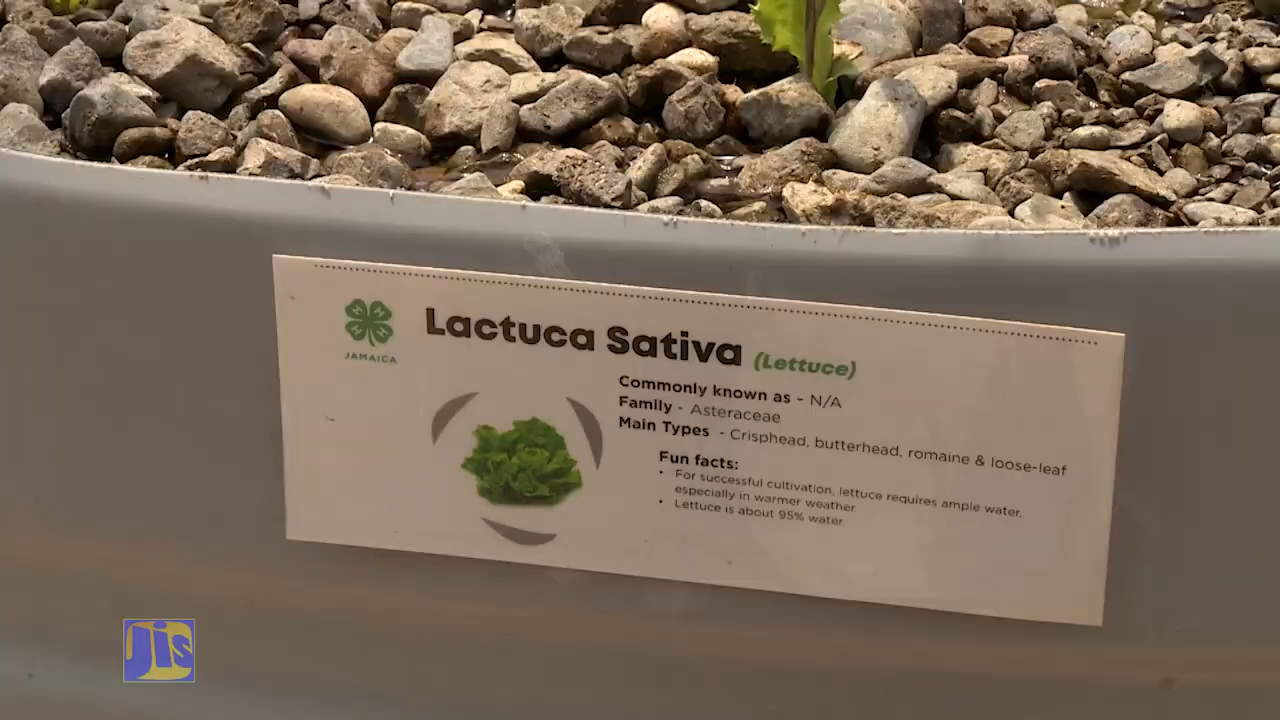 H H H H
JAMAICA
Lactuca Sativa (Lettuce)
Commonly known as - N/A
Family - Asteraceae
Main Types - Crisphead, butterhead, romaine & loose-leaf
Fun facts:
• For successful cultivation, lettuce requires ample water,
especially in warmer weather.
• Lettuce is about 95% water.
Jis